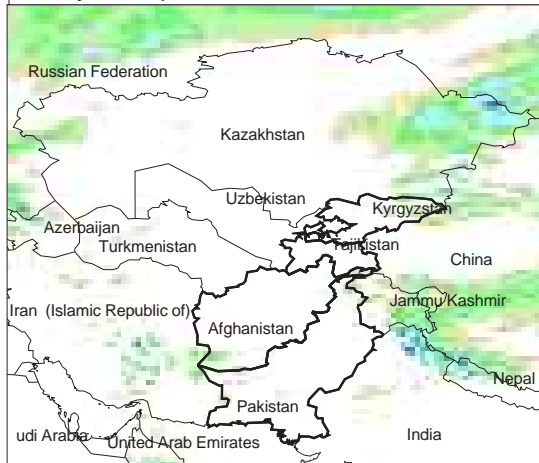 Russian Federation
Kazakhstan
Uzbekistan
Kyrgyzstan
Azerbaijan
Turkmenistan
Tajikistan
China
Iran (Islamic Republic of)
Jammu Kashmir
Afghanistan
Nepal
Pakistan
udi Arabia
United Arab Emirates
India